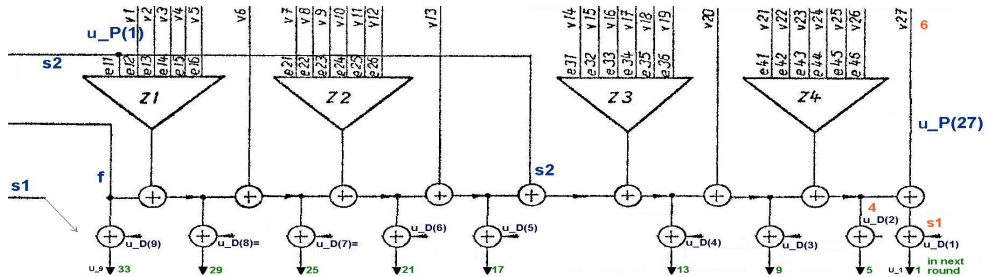 v1 v2 v3 v4 v5 v6 v7 v8 v9 v10 v11 v12 v13 v14 v15 v16 v17 v18 v19 v20 v21 v22 v23 v24 v25 v26 v27 6
u_P(1)
s2
e11 e12 e13 e14 e15 e16 e21 e22 e23 e24 e25 e26 e31 e32 e33 e34 e35 e36 e41 e42 e43 e44 e45 e46
Z1 Z2 Z3 Z4
u_P(27)
s1 f s2
4 s1
u_D(9) u_D(8)= u_D(7)= u_D(6) u_D(5) u_D(4) u_D(3) u_D(2) u_D(1)
in next
u_9 33 29 25 21 17 13 9 5 u_1 1 round